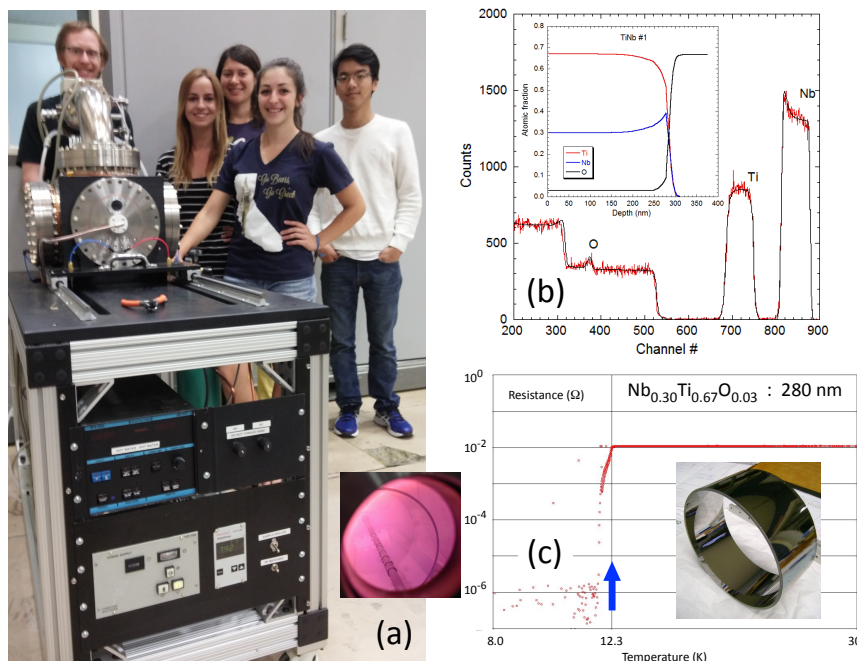 Go Bears,
Go Greek
(a)
2000
1500
1000
500
0
Counts
200
300
400
500
600
700
800
900
Channel #
O
Ti
Nb
(b)
TiNb #1
0.8
0.7
0.6
0.5
0.4
0.3
0.2
0.1
0.0
Atomic fraction
Ti
Nb
O
0
50
100
150
200
250
300
350
400
Depth (nm)
10⁰
10⁻²
10⁻⁴
10⁻⁶
Resistance (Ω)
Nb₀.₃₀Ti₀.₆₇O₀.₀₃ : 280 nm
(c)
8.0
12.3
30
Temperature (K)